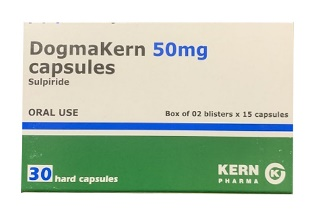 DogmaKern 50mg
capsules
Sulpiride
ORAL USE
Box of 02 blisters x 15 capsules
30 hard capsules
KERN K
PHARMA